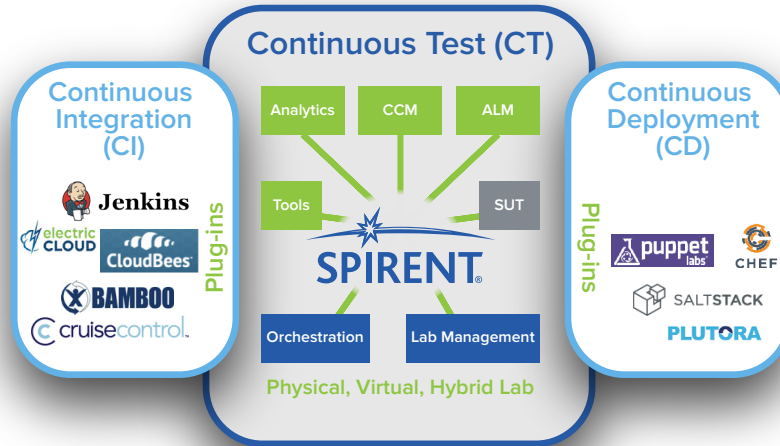 Continuous Test (CT)
Continuous
Integration
(CI)
Jenkins
electric
CLOUD
CloudBees®
BAMBOO
cruisecontrol™
Plug-ins
Analytics
CCM
ALM
Tools
SUT
SPIRENT®
Orchestration
Lab Management
Physical, Virtual, Hybrid Lab
Continuous
Deployment
(CD)
Plug-ins
puppet
labs®
CHEF
SALTSTACK
PLUTORA